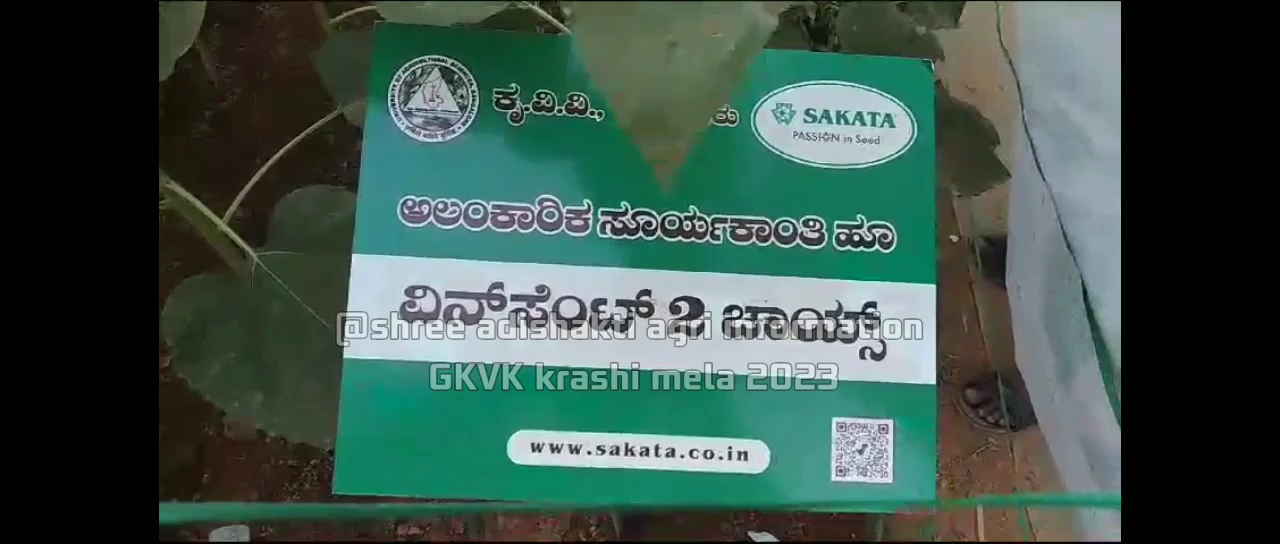 ಕೃ.ವಿ.ವಿ.,
SAKATA
PASSION in Seed
ಅಲಂಕಾರಿಕ ಸೂರ್ಯಕಾಂತಿ ಹೂ
ವಿನ್‌ಸೆಂಟ್ 2 ಚಾಯ್ಸ್
@shree adishakti agri information
GKVK krashi mela 2023
www.sakata.co.in